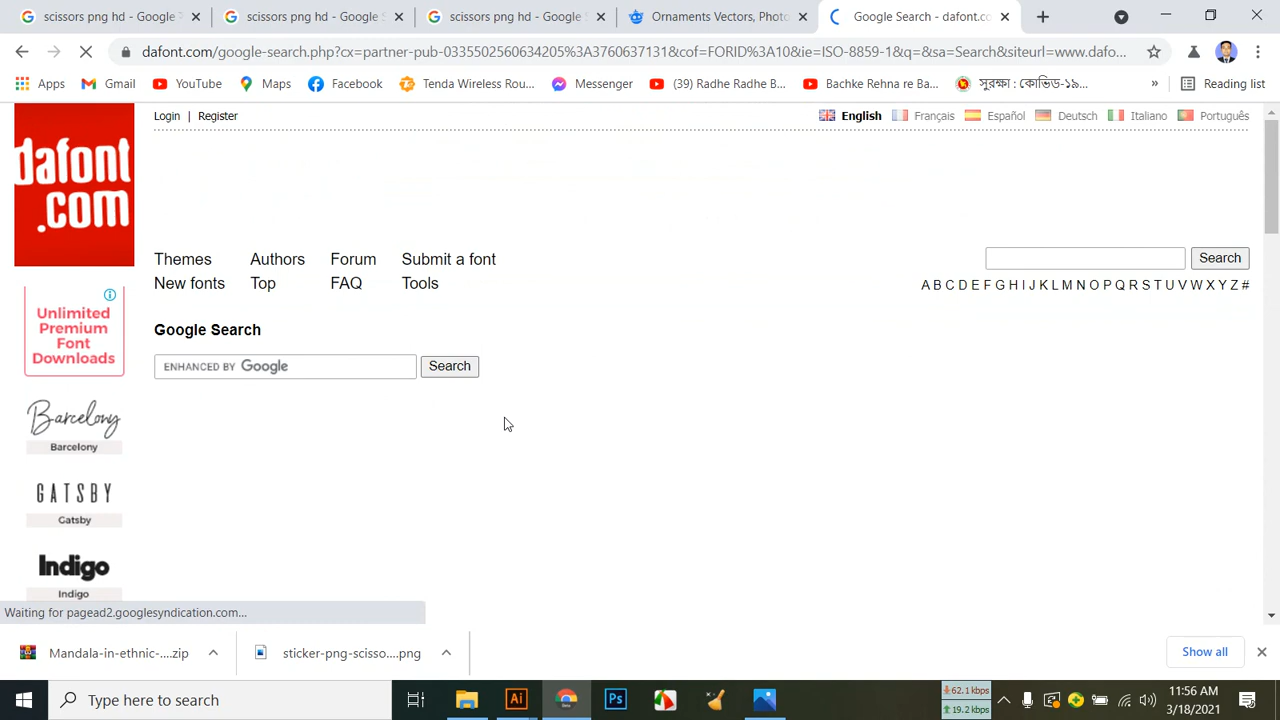 scissors png hd - Google
scissors png hd - Google S
scissors png hd - Google
Ornaments Vectors, Photo
Google Search - dafont.co
dafont.com/google-search.php?cx=partner-pub-0335502560634205%3A3760637131&cof=FORID%3A10&ie=ISO-8859-1&q=&sa=Search&siteurl=www.dafo...
Apps
Gmail
YouTube
Maps
Facebook
Tenda Wireless Rou...
Messenger
(39) Radhe Radhe B...
Bachke Rehna re Ba...
সুরক্ষা : কোভিড-১৯...
»
Reading list
dafont
.com
Login | Register
English
Français
Español
Deutsch
Italiano
Português
Themes Authors Forum Submit a font
New fonts Top FAQ Tools
Search
A B C D E F G H I J K L M N O P Q R S T U V W X Y Z #
Unlimited
Premium
Font
Downloads
Google Search
ENHANCED BY Google
Search
Barcelony
Barcelony
GATSBY
Gatsby
Indigo
Indigo
Waiting for pagead2.googlesyndication.com...
Mandala-in-ethnic-....zip
sticker-png-scisso....png
Show all
Type here to search
Ai
Ps
62.1 kbps
19.2 kbps
11:56 AM
3/18/2021